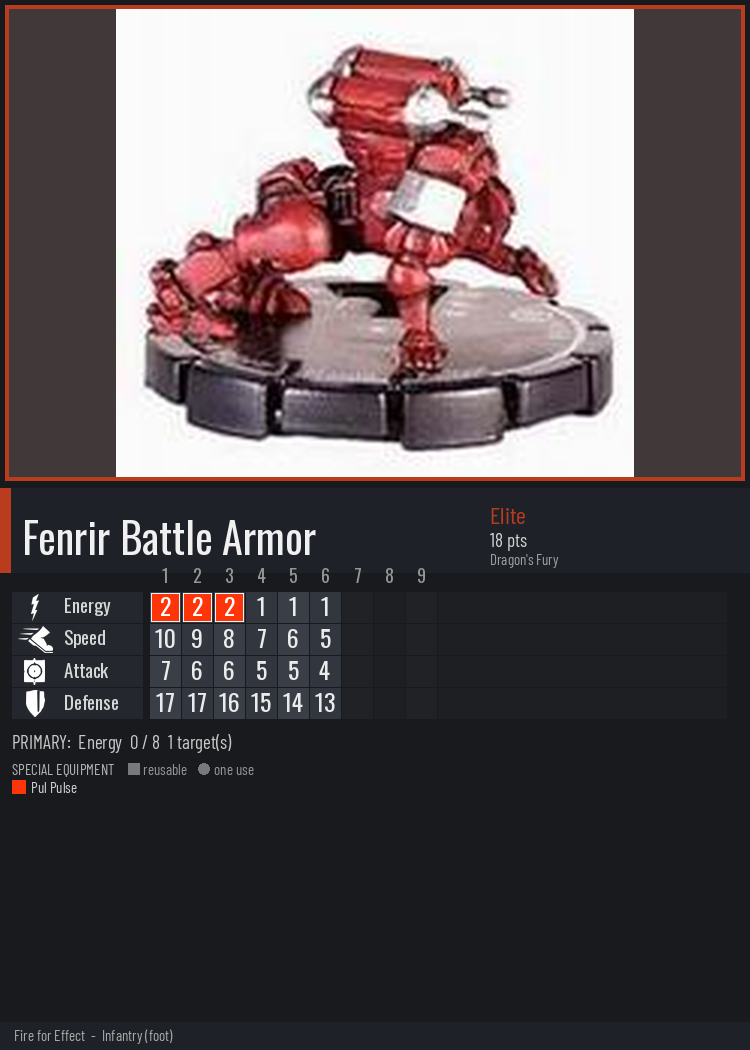 Fenrir Battle Armor
Elite
18 pts
Dragon's Fury
1 2 3 4 5 6 7 8 9
Energy 2 2 2 1 1 1
Speed 10 9 8 7 6 5
Attack 7 6 6 5 5 4
Defense 17 17 16 15 14 13
PRIMARY: Energy 0 / 8 1 target(s)
SPECIAL EQUIPMENT reusable one use
Pul Pulse
Fire for Effect - Infantry (foot)